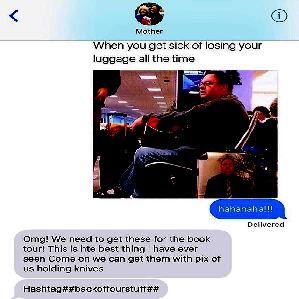 Mother
When you get sick of losing your
luggage all the time
hahanaha!!!
Delivered
Omg! We need to get these for the book
tour! This is hte best thing I have ever
seen Come on we can get them with pix of
us holding knives
Hashtag##backoffourstuff##